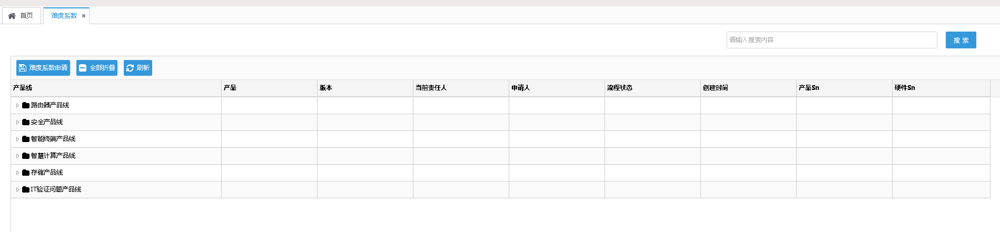 首页 难度系数
请输入搜索内容 搜 索
难度系数申请 全部折叠 刷新
产品线 产品 版本 当前责任人 申请人 流程状态 创建时间 产品Sn 硬件Sn
路由器产品线
安全产品线
智能终端产品线
智慧计算产品线
存储产品线
IT验证问题产品线